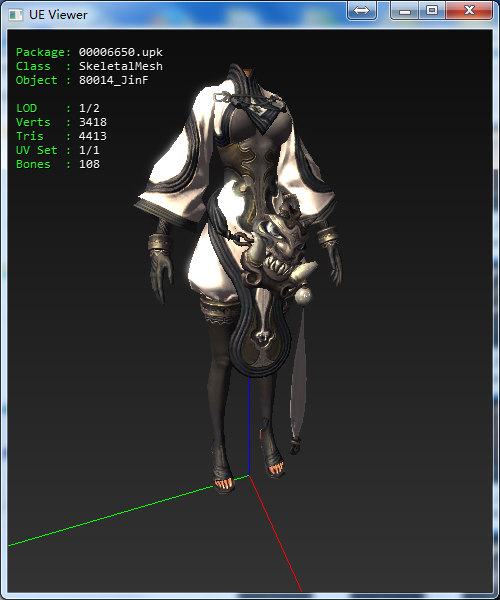 UE Viewer
Package: 00006650.upk
Class  : SkeletalMesh
Object : 80014_JinF
LOD    : 1/2
Verts  : 3418
Tris   : 4413
UV Set : 1/1
Bones  : 108